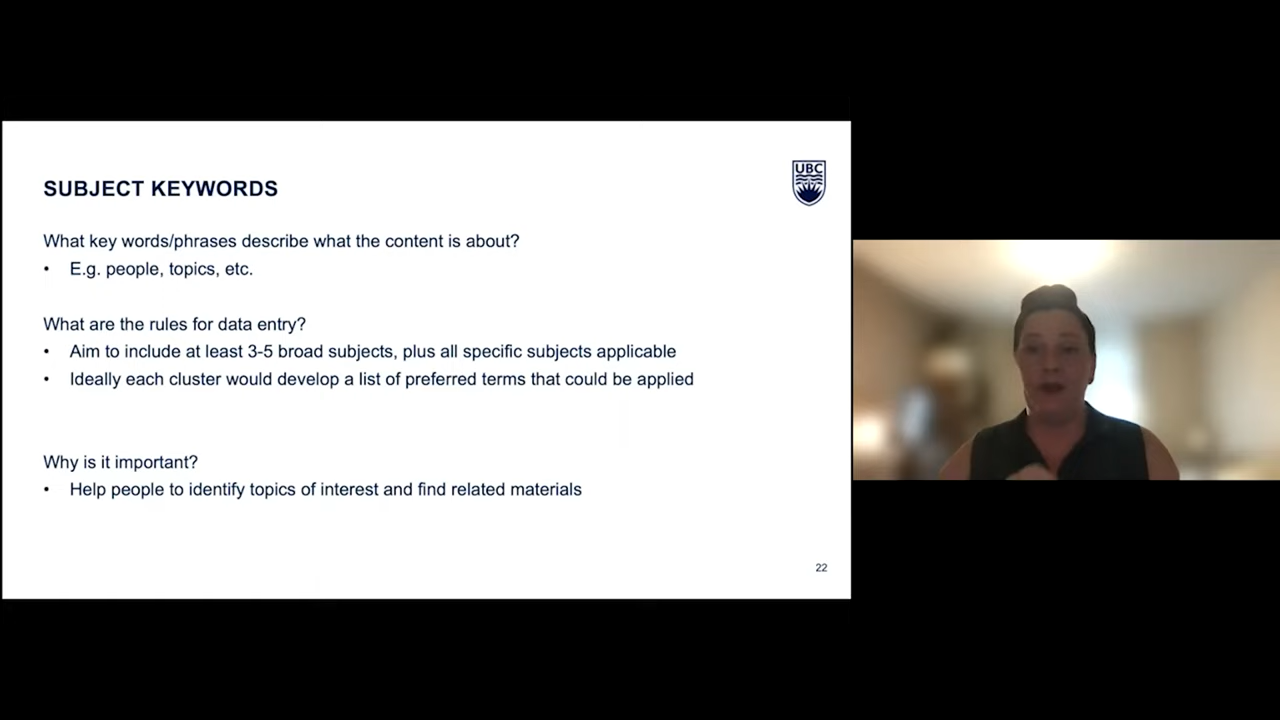 UBC
SUBJECT KEYWORDS
What key words/phrases describe what the content is about?
• E.g. people, topics, etc.
What are the rules for data entry?
• Aim to include at least 3-5 broad subjects, plus all specific subjects applicable
• Ideally each cluster would develop a list of preferred terms that could be applied
Why is it important?
• Help people to identify topics of interest and find related materials
22